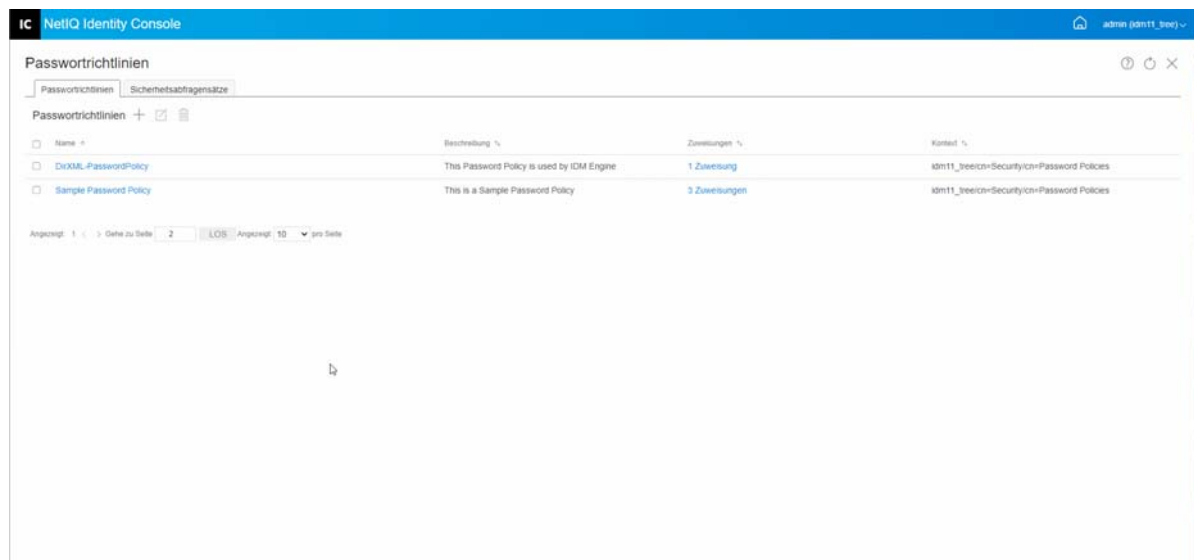 IC NetIQ Identity Console admin (idm11_tree)
Passwortrichtlinien
Passwortrichtlinien Sicherheitsabfragensätze
Passwortrichtlinien
Name Beschreibung Zuweisungen Kontext
DirXML-PasswordPolicy This Password Policy is used by IDM Engine 1 Zuweisung idm11_tree/cn=Security/cn=Password Policies
Sample Password Policy This is a Sample Password Policy 3 Zuweisungen idm11_tree/cn=Security/cn=Password Policies
Angezeigt: 1 Gehe zu Seite 2 LOS Angezeigt 10 pro Seite